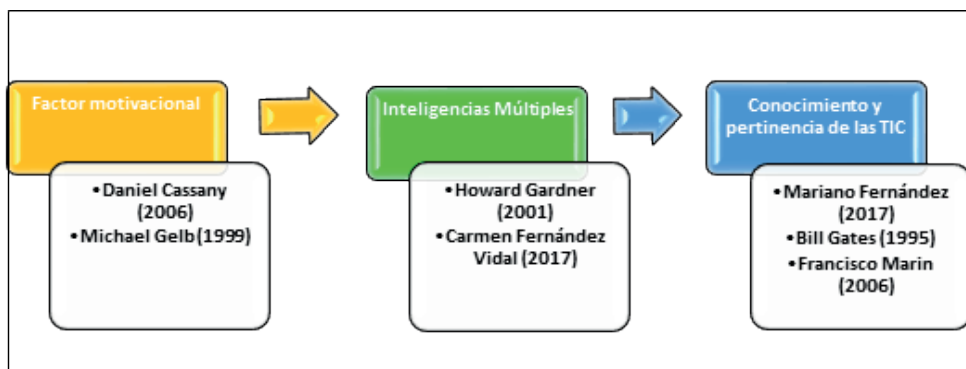 Factor motivacional
•Daniel Cassany
(2006)
•Michael Gelb(1999)
Inteligencias Múltiples
•Howard Gardner
(2001)
•Carmen Fernández
Vidal (2017)
Conocimiento y
pertinencia de las TIC
•Mariano Fernández
(2017)
•Bill Gates (1995)
•Francisco Marin
(2006)